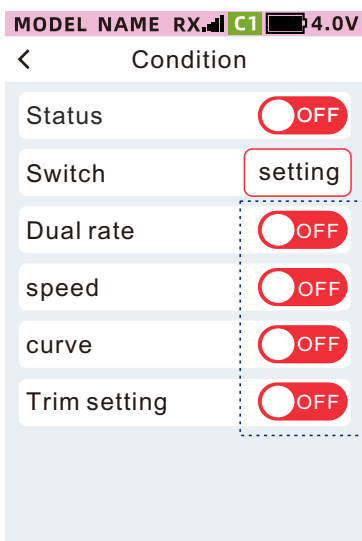 MODEL NAME RX C1 4.0V
< Condition
Status OFF
Switch setting
Dual rate OFF
speed OFF
curve OFF
Trim setting OFF